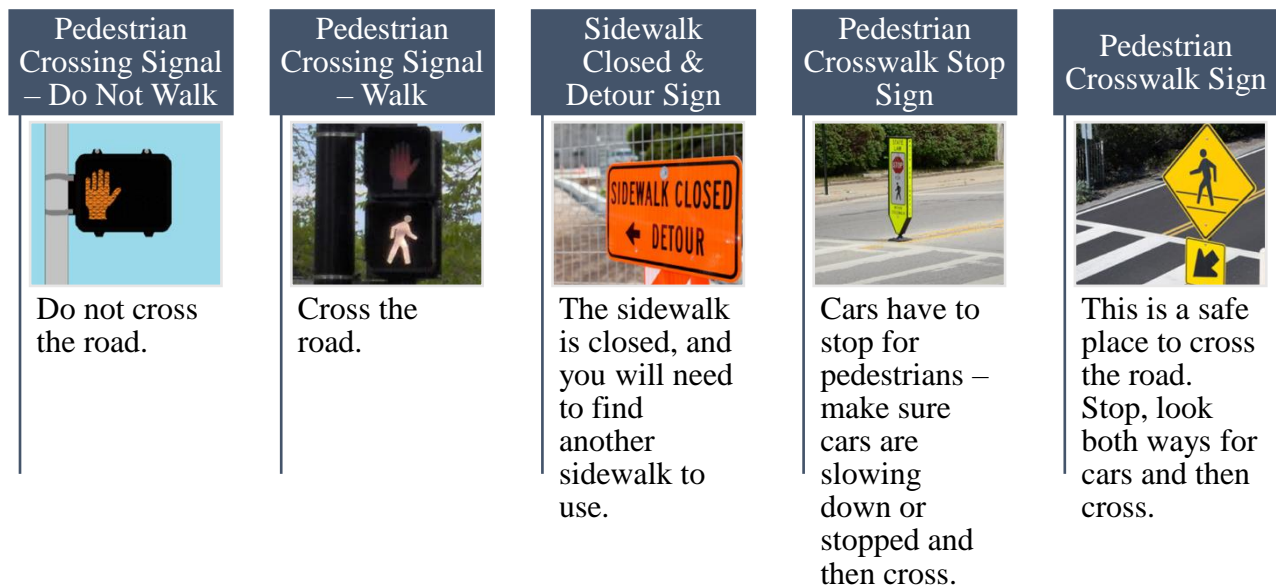 Pedestrian
Crossing Signal
– Do Not Walk
Do not cross
the road.
Pedestrian
Crossing Signal
– Walk
Cross the
road.
Sidewalk
Closed &
Detour Sign
SIDEWALK CLOSED
DETOUR
The sidewalk
is closed, and
you will need
to find
another
sidewalk to
use.
Pedestrian
Crosswalk Stop
Sign
Cars have to
stop for
pedestrians –
make sure
cars are
slowing
down or
stopped and
then cross.
Pedestrian
Crosswalk Sign
This is a safe
place to cross
the road.
Stop, look
both ways for
cars and then
cross.